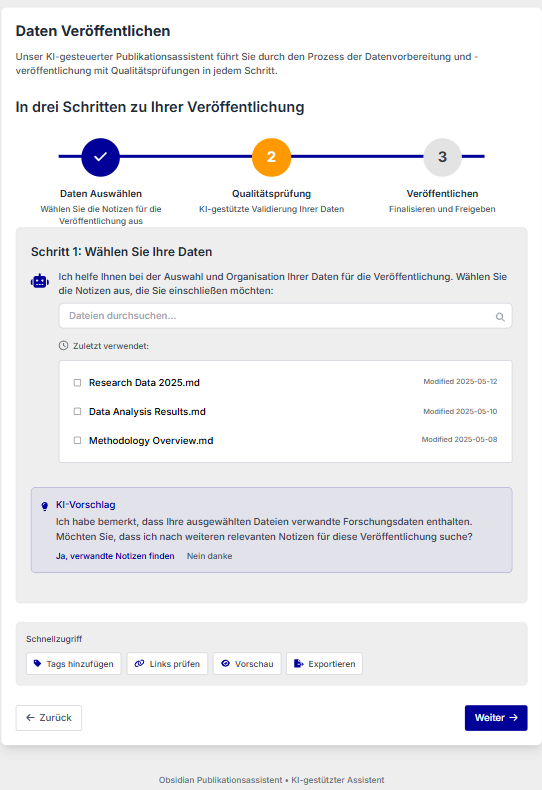 Daten Veröffentlichen
Unser KI-gesteuerter Publikationsassistent führt Sie durch den Prozess der Datenvorbereitung und -
veröffentlichung mit Qualitätsprüfungen in jedem Schritt.
In drei Schritten zu Ihrer Veröffentlichung
2
3
Daten Auswählen
Qualitätsprüfung
Veröffentlichen
Wählen Sie die Notizen für die
Veröffentlichung aus
KI-gestützte Validierung Ihrer Daten
Finalisieren und Freigeben
Schritt 1: Wählen Sie Ihre Daten
Ich helfe Ihnen bei der Auswahl und Organisation Ihrer Daten für die Veröffentlichung. Wählen Sie
die Notizen aus, die Sie einschließen möchten:
Dateien durchsuchen...
Zuletzt verwendet:
Research Data 2025.md Modified 2025-05-12
Data Analysis Results.md Modified 2025-05-10
Methodology Overview.md Modified 2025-05-08
KI-Vorschlag
Ich habe bemerkt, dass Ihre ausgewählten Dateien verwandte Forschungsdaten enthalten.
Möchten Sie, dass ich nach weiteren relevanten Notizen für diese Veröffentlichung suche?
Ja, verwandte Notizen finden Nein danke
Schnellzugriff
Tags hinzufügen Links prüfen Vorschau Exportieren
← Zurück Weiter →
Obsidian Publikationsassistent • KI-gestützter Assistent